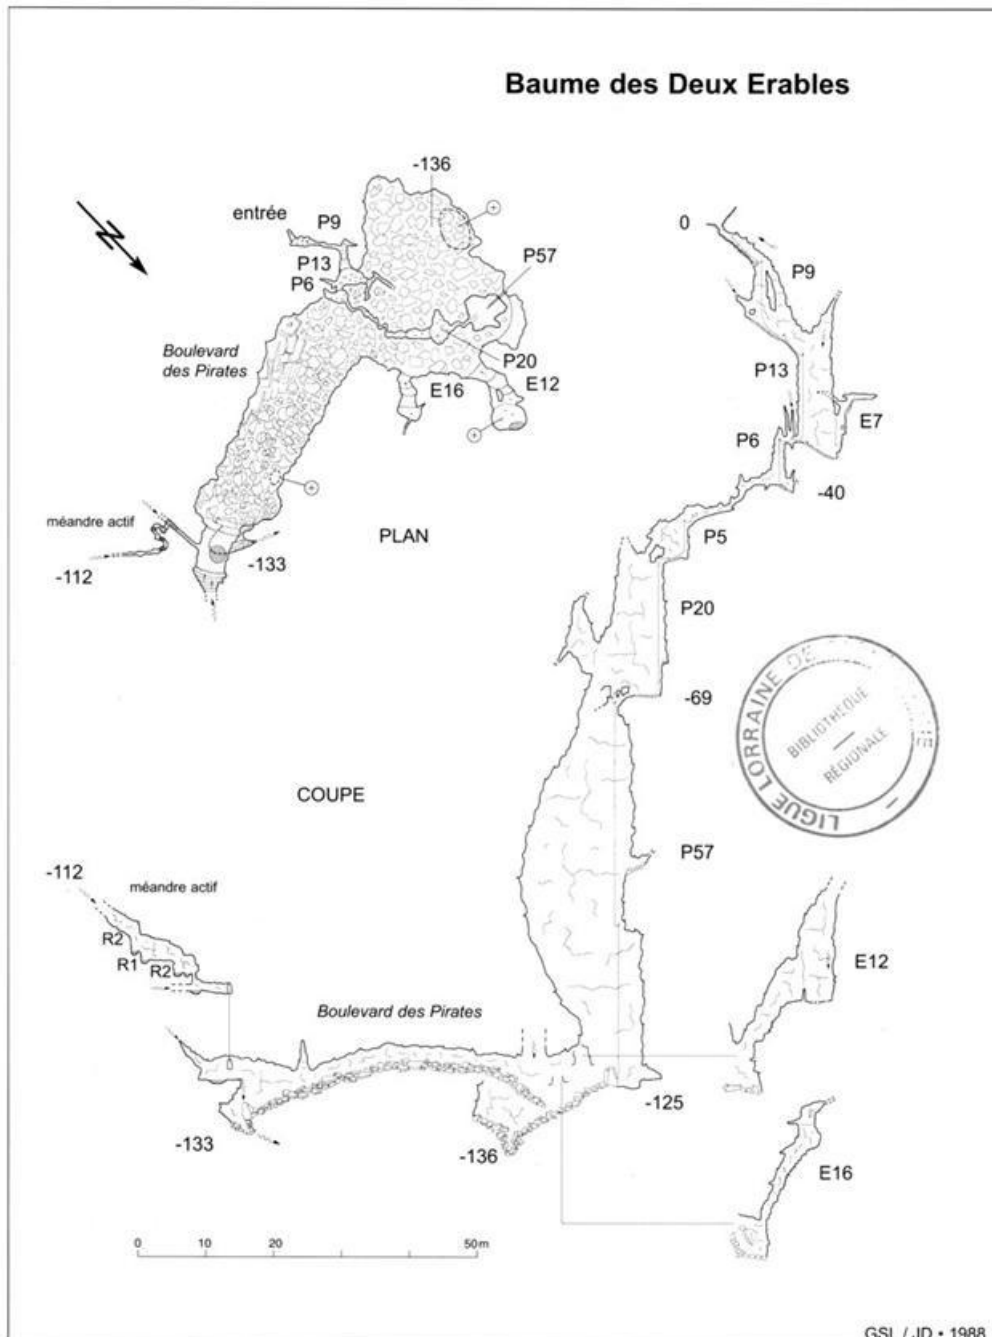 Baume des Deux Erables
-136
entrée
P9
P13
P6
P57
Boulevard
des Pirates
P20
E16
E12
N
méandre actif
-112
-133
PLAN
0
P9
P13
E7
P6
-40
P5
P20
-69
LIGUE LORRAINE DE
BIBLIOTHEQUE
RÉGIONALE
COUPE
P57
-112
méandre actif
R2
R1
R2
E12
Boulevard des Pirates
-125
-133
-136
E16
0 10 20 50m
GSL / JD • 1988